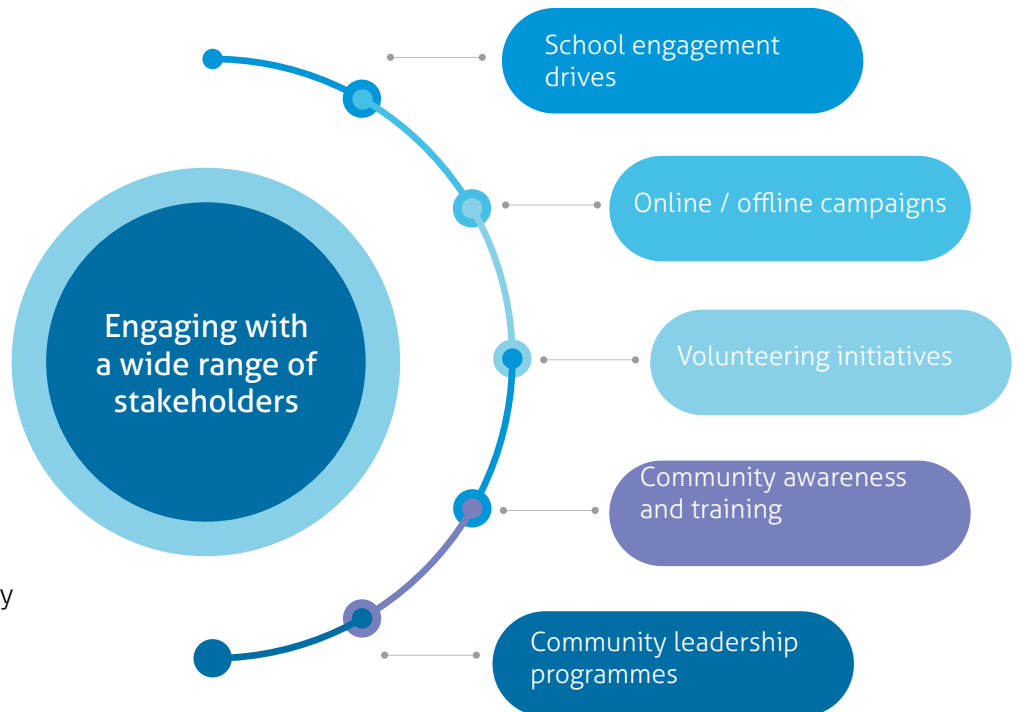 Engaging with
a wide range of
stakeholders
School engagement
drives
Online / offline campaigns
Volunteering initiatives
Community awareness
and training
y
Community leadership
programmes